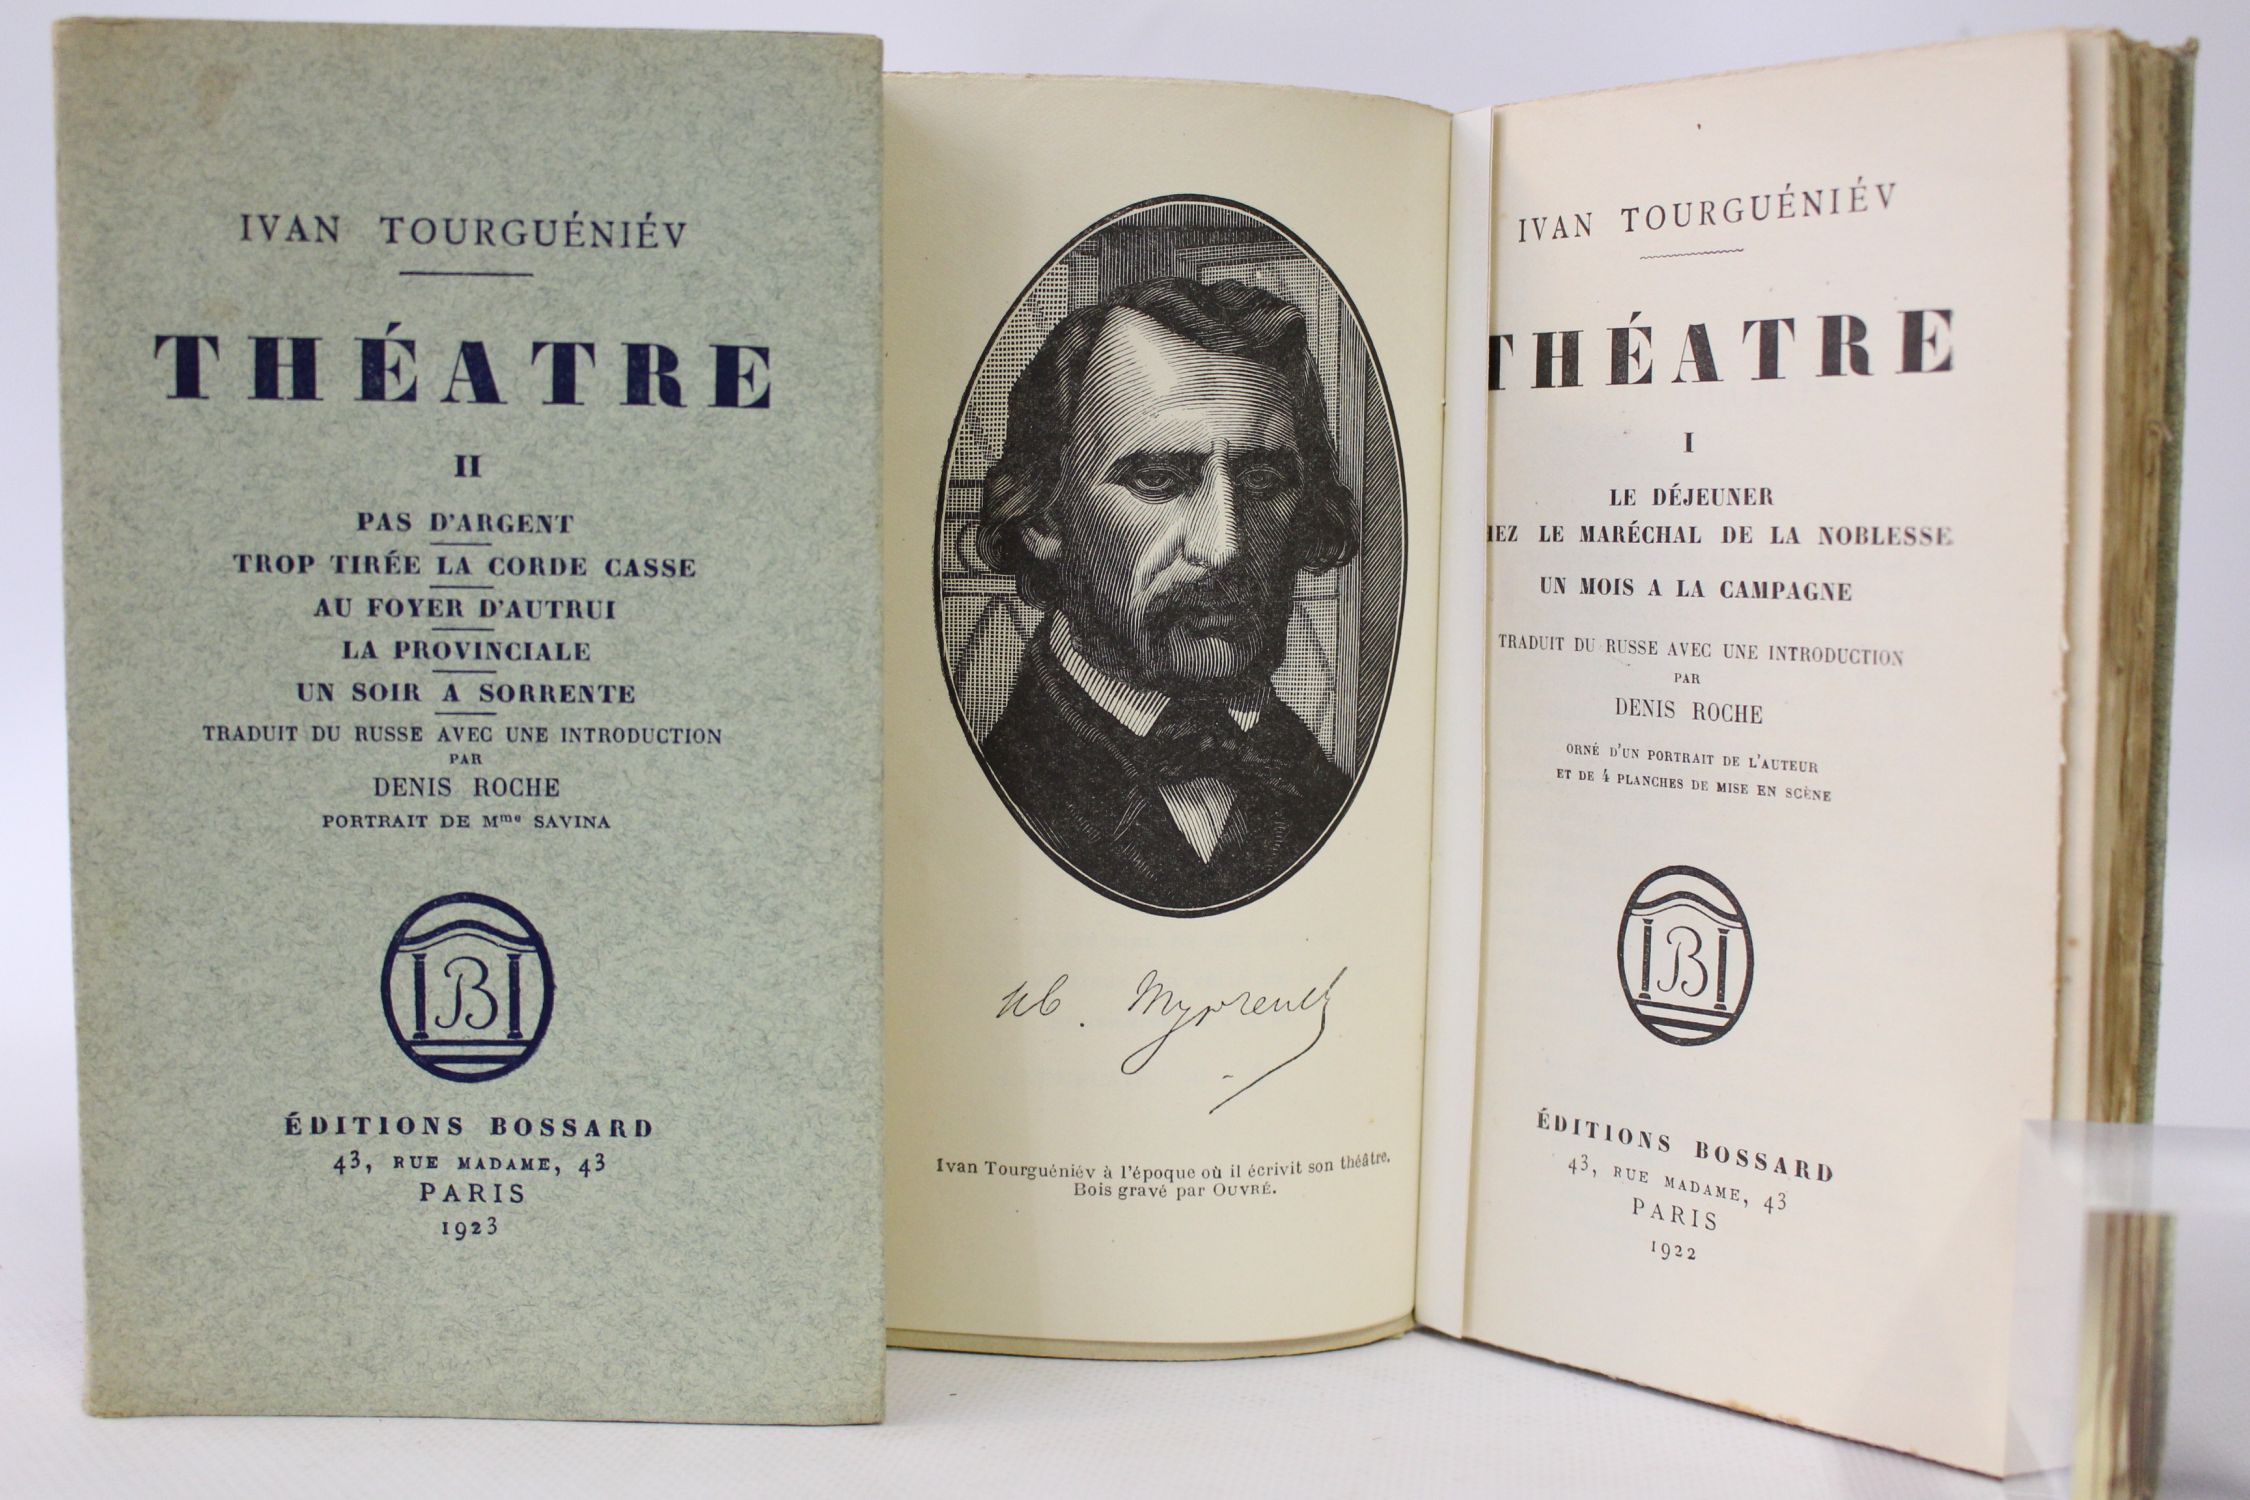 IVAN TOURGUÉNIÉV
THÉATRE
II
PAS D'ARGENT
TROP TIRÉE LA CORDE CASSE
AU FOYER D'AUTRUI
LA PROVINCIALE
UN SOIR A SORRENTE
TRADUIT DU RUSSE AVEC UNE INTRODUCTION
PAR
DENIS ROCHE
PORTRAIT DE Mme SAVINA
B
ÉDITIONS BOSSARD
43, RUE MADAME, 43
PARIS
1923
Ив. Тургеневъ
Ivan Tourguéniév à l'époque où il écrivit son théâtre.
Bois gravé par OUVRÉ.
IVAN TOURGUÉNIÉV
THÉATRE
I
LE DÉJEUNER
HEZ LE MARÉCHAL DE LA NOBLESSE
UN MOIS A LA CAMPAGNE
TRADUIT DU RUSSE AVEC UNE INTRODUCTION
PAR
DENIS ROCHE
ORNÉ D'UN PORTRAIT DE L'AUTEUR
ET DE 4 PLANCHES DE MISE EN SCÈNE
B
ÉDITIONS BOSSARD
43, RUE MADAME, 43
PARIS
1922